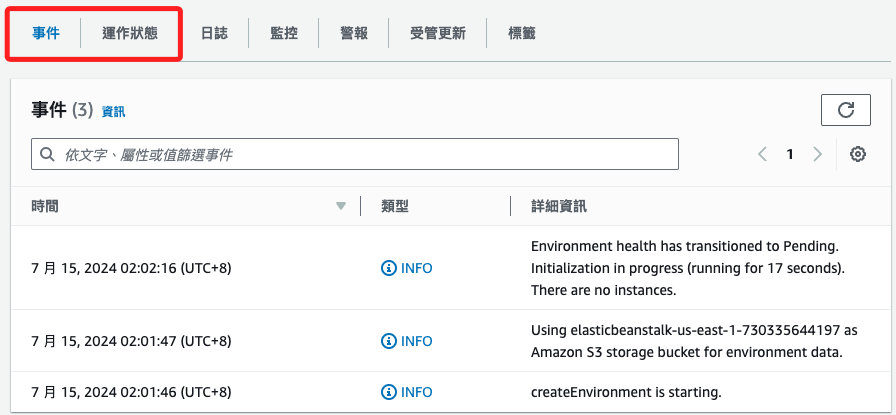 事件 運作狀態 日誌 監控 警報 受管更新 標籤
事件 (3) 資訊
依文字、屬性或值篩選事件 1
時間 類型 詳細資訊
Environment health has transitioned to Pending.
7 月 15, 2024 02:02:16 (UTC+8) INFO Initialization in progress (running for 17 seconds).
There are no instances.
Using elasticbeanstalk-us-east-1-730335644197 as
7 月 15, 2024 02:01:47 (UTC+8) INFO
Amazon S3 storage bucket for environment data.
7 月 15, 2024 02:01:46 (UTC+8) INFO createEnvironment is starting.